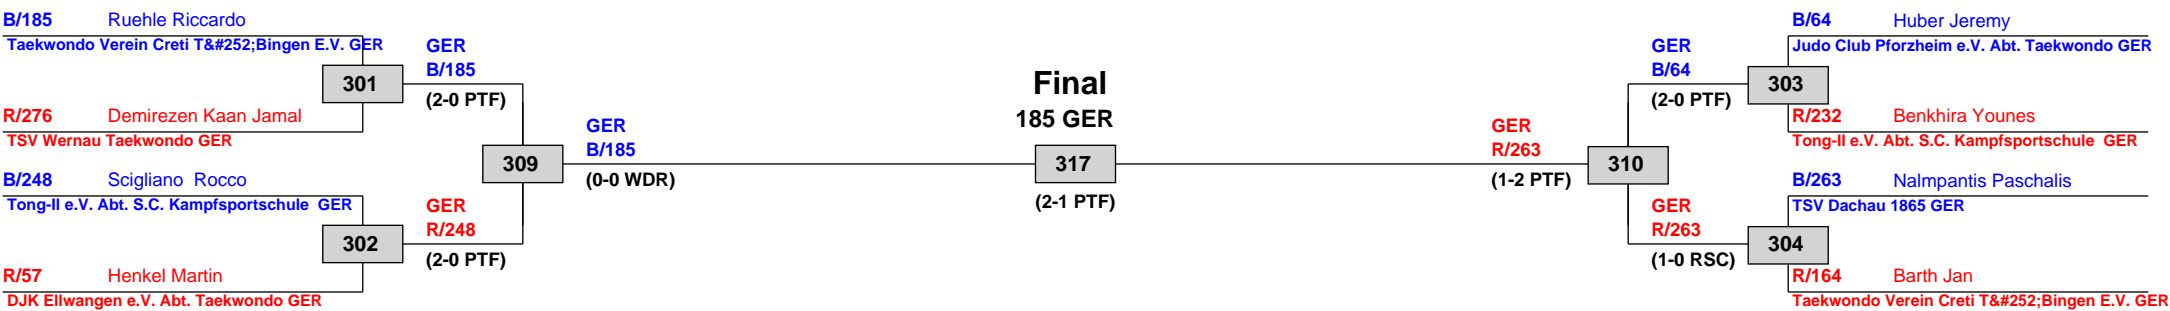 B/185 Ruehle Riccardo
Taekwondo Verein Creti T&#252;Bingen E.V. GER
301
R/276 Demirezen Kaan Jamal
TSV Wernau Taekwondo GER
GER
B/185
(2-0 PTF)
B/248 Scigliano  Rocco
Tong-Il e.V. Abt. S.C. Kampfsportschule  GER
302
R/57 Henkel Martin
DJK Ellwangen e.V. Abt. Taekwondo GER
GER
R/248
(2-0 PTF)
309
GER
B/185
(0-0 WDR)
Final
185 GER
317
(2-1 PTF)
GER
R/263
(1-2 PTF)
310
GER
B/64
(2-0 PTF)
B/64 Huber Jeremy
Judo Club Pforzheim e.V. Abt. Taekwondo GER
303
R/232 Benkhira Younes
Tong-Il e.V. Abt. S.C. Kampfsportschule  GER
GER
R/263
(1-0 RSC)
B/263 Nalmpantis Paschalis
TSV Dachau 1865 GER
304
R/164 Barth Jan
Taekwondo Verein Creti T&#252;Bingen E.V. GER